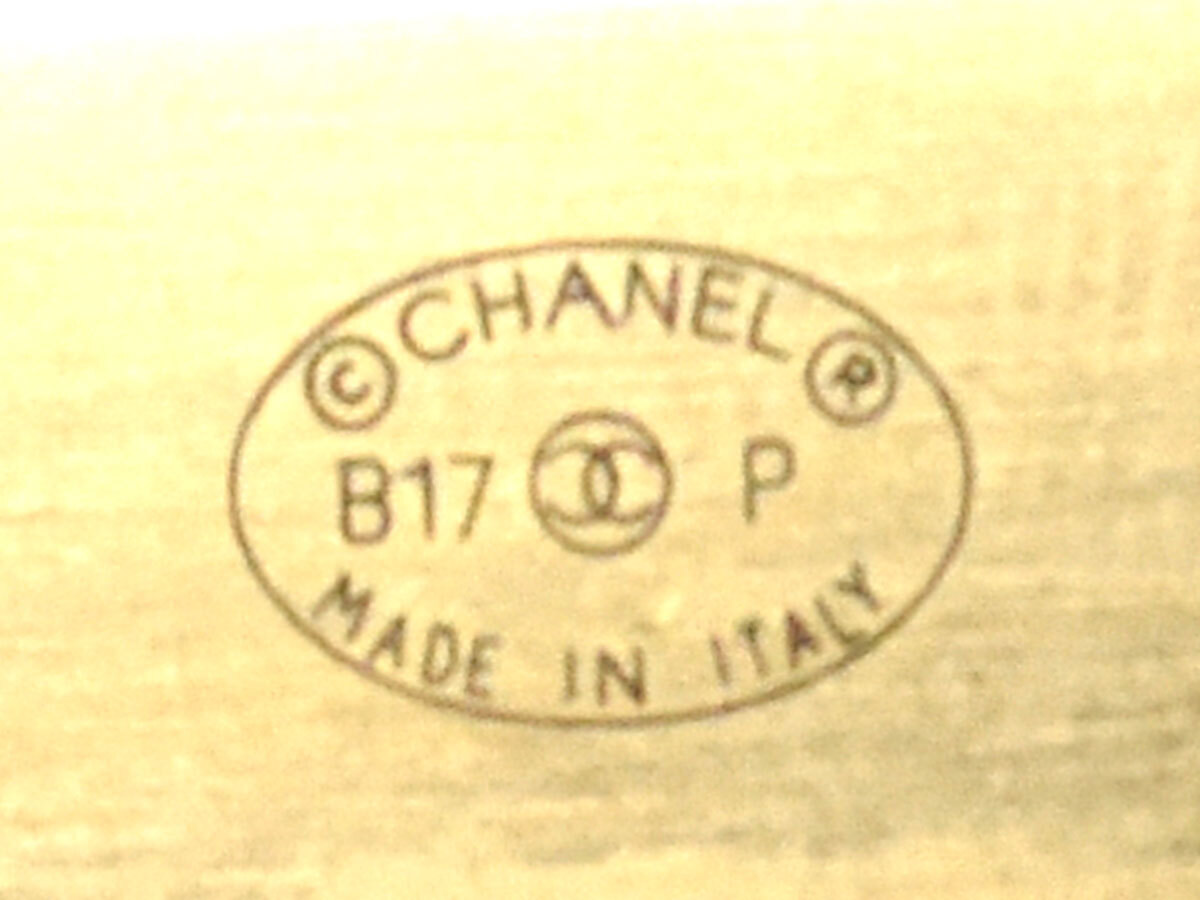 © CHANEL ®
B17 P
MADE IN ITALY